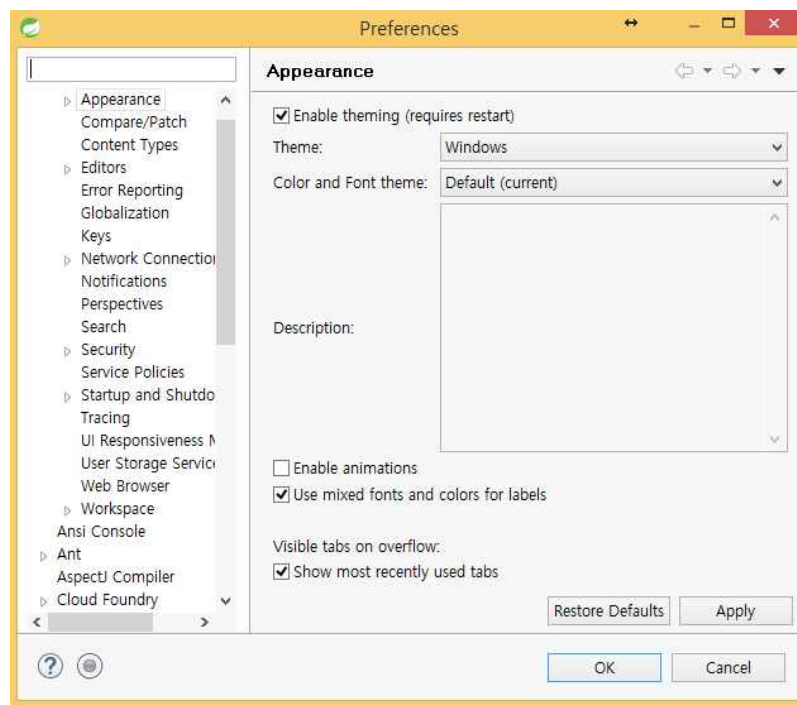 Preferences
Appearance
Compare/Patch
Content Types
Editors
Error Reporting
Globalization
Keys
Network Connection
Notifications
Perspectives
Search
Security
Service Policies
Startup and Shutdo
Tracing
UI Responsiveness
User Storage Service
Web Browser
Workspace
Ansi Console
Ant
AspectJ Compiler
Cloud Foundry
Appearance
Enable theming (requires restart)
Theme:
Windows
Color and Font theme:
Default (current)
Description:
Enable animations
Use mixed fonts and colors for labels
Visible tabs on overflow:
Show most recently used tabs
Restore Defaults
Apply
OK
Cancel